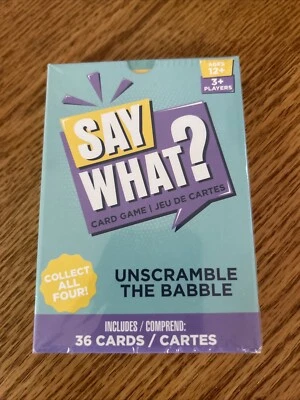 AGES
12+
3+
PLAYERS
SAY
WHAT?
CARD GAME | JEU DE CARTES
COLLECT
ALL
FOUR!
UNSCRAMBLE
THE BABBLE
INCLUDES / COMPREND:
36 CARDS / CARTES